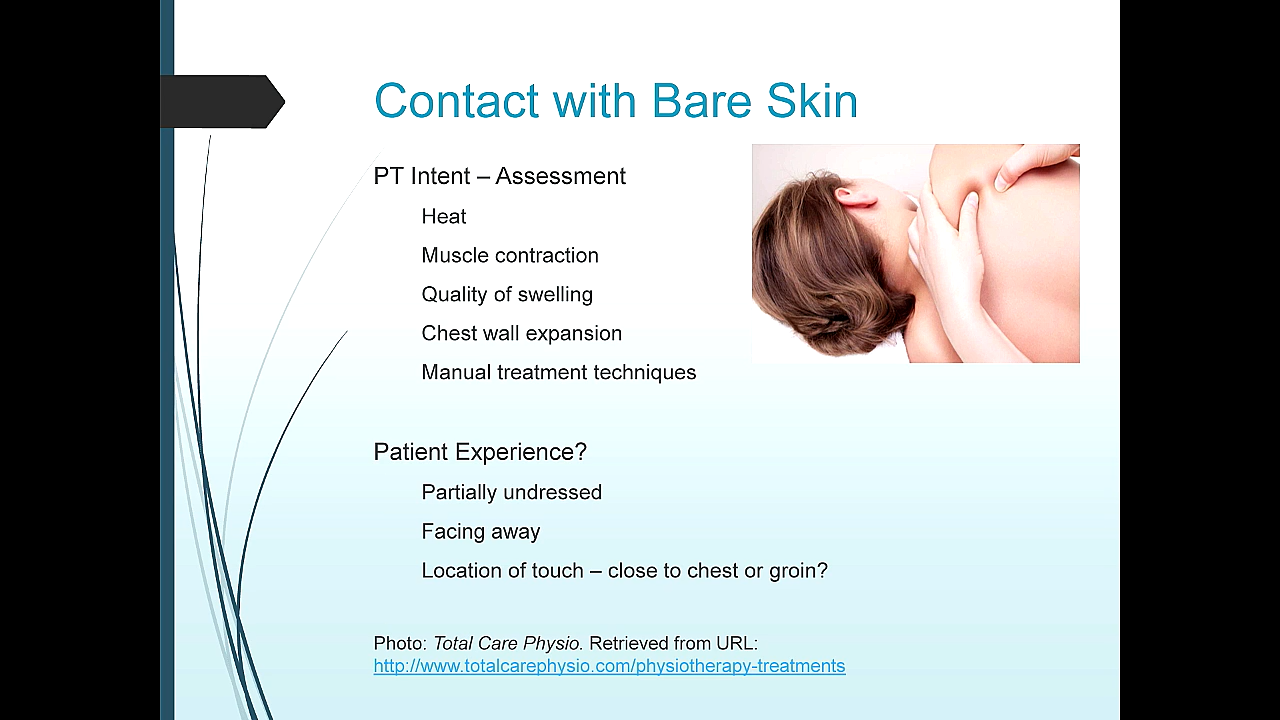 Contact with Bare Skin
PT Intent – Assessment
Heat
Muscle contraction
Quality of swelling
Chest wall expansion
Manual treatment techniques
Patient Experience?
Partially undressed
Facing away
Location of touch – close to chest or groin?
Photo: Total Care Physio. Retrieved from URL:
http://www.totalcarephysio.com/physiotherapy-treatments